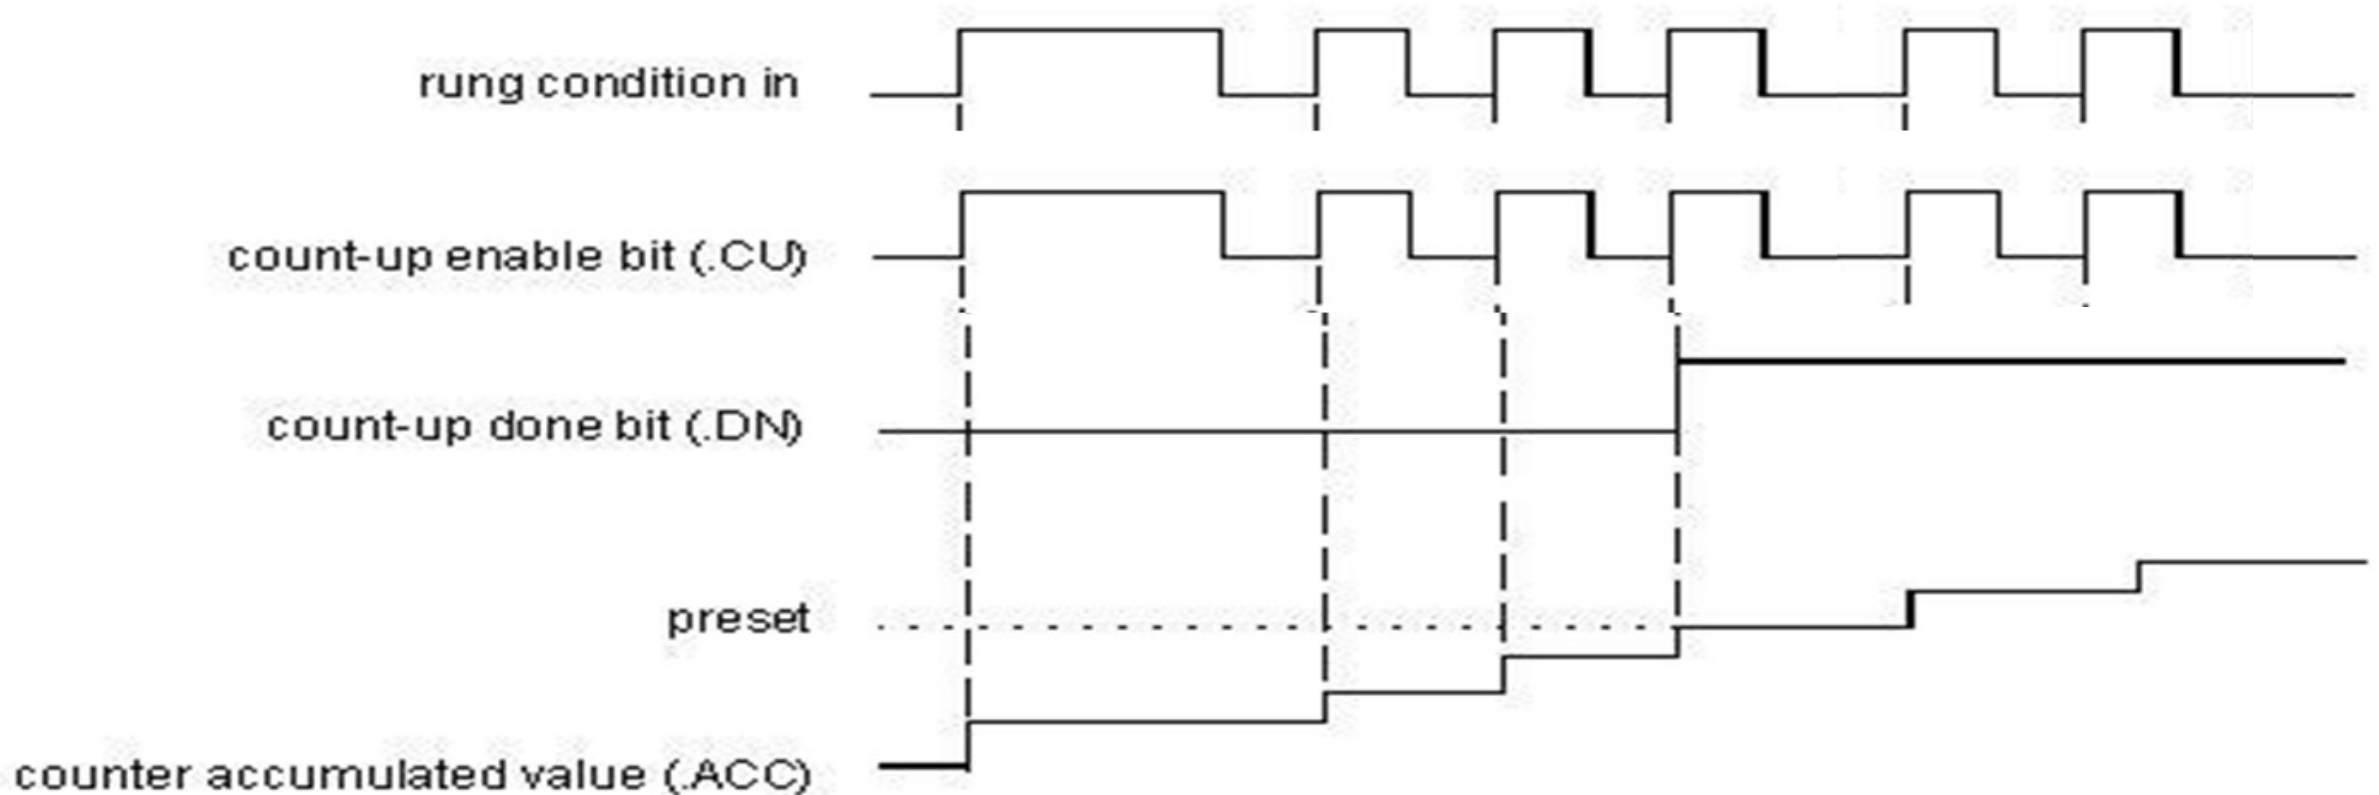 rung condition in
count-up enable bit (.CU)
count-up done bit (.DN)
preset
counter accumulated value (.ACC)